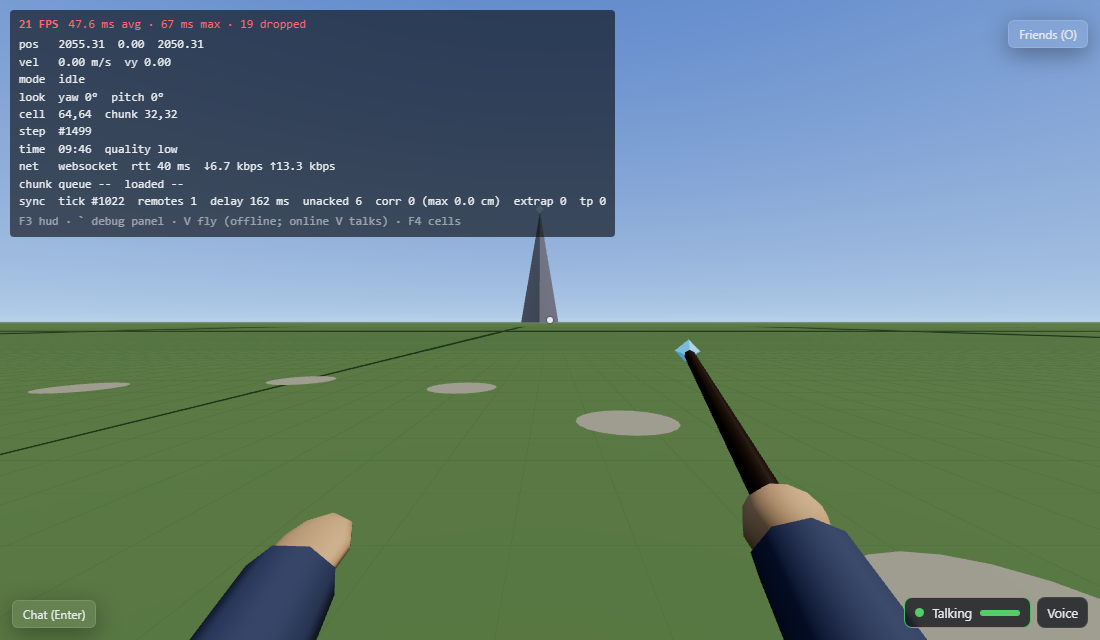 21 FPS 47.6 ms avg · 67 ms max · 19 dropped
pos 2055.31 0.00 2050.31
vel 0.00 m/s vy 0.00
mode idle
look yaw 0° pitch 0°
cell 64,64 chunk 32,32
step #1499
time 09:46 quality low
net websocket rtt 40 ms ↓6.7 kbps ↑13.3 kbps
chunk queue -- loaded --
sync tick #1022 remotes 1 delay 162 ms unacked 6 corr 0 (max 0.0 cm) extrap 0 tp 0
F3 hud · ` debug panel · V fly (offline; online V talks) · F4 cells
Friends (O)
Chat (Enter)
Talking
Voice